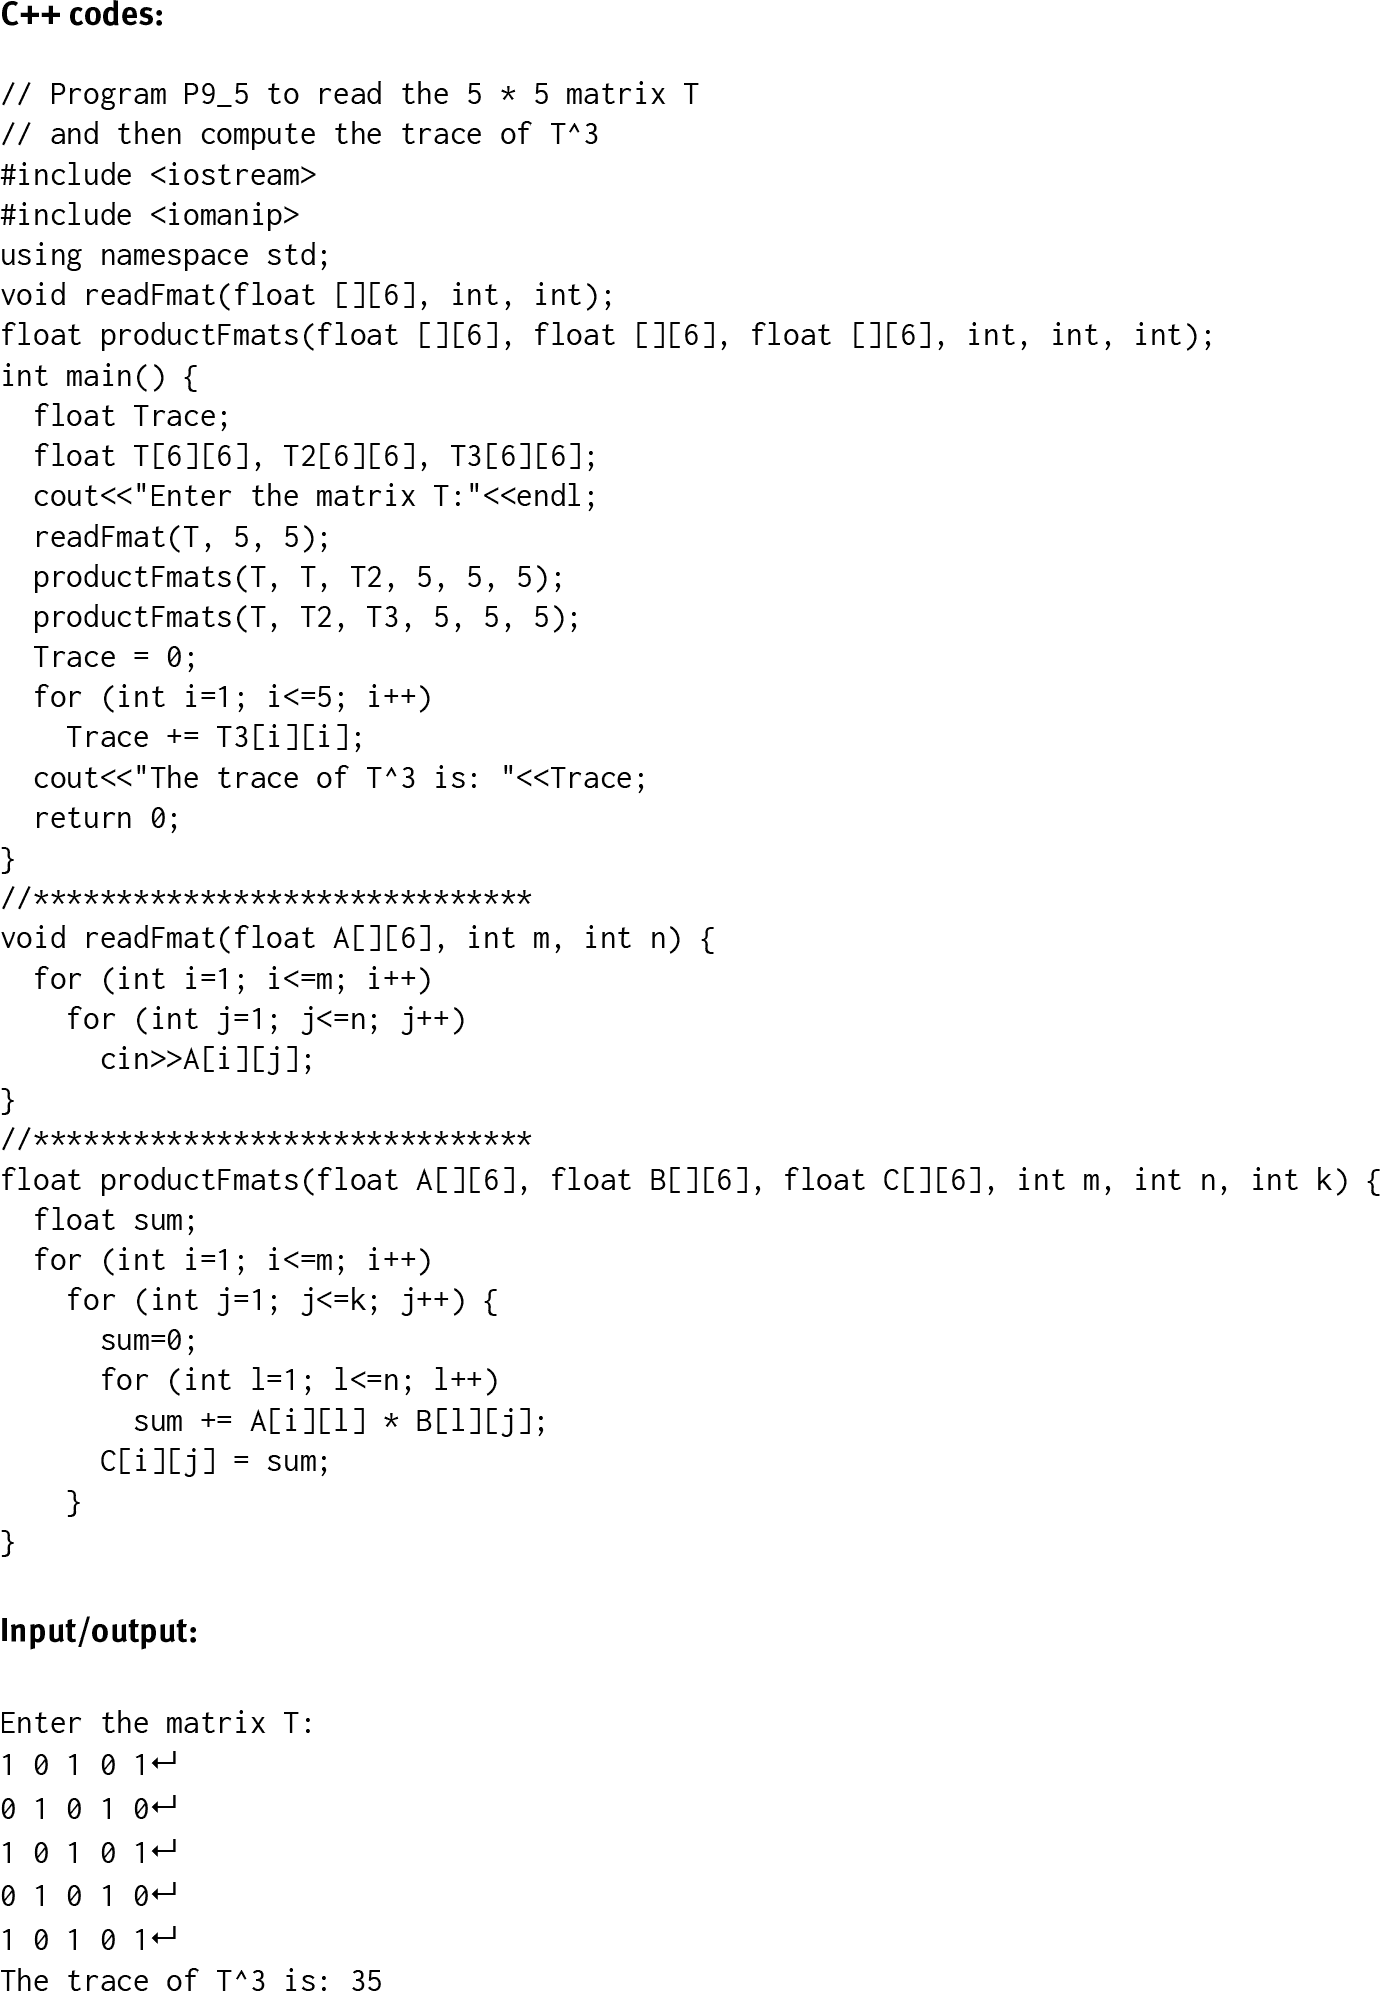 C++ codes:
// Program P9_5 to read the 5 * 5 matrix T
// and then compute the trace of T^3
#include <iostream>
#include <iomanip>
using namespace std;
void readFmat(float [][6], int, int);
float productFmats(float [][6], float [][6], float [][6], int, int, int);
int main() {
  float Trace;
  float T[6][6], T2[6][6], T3[6][6];
  cout<<"Enter the matrix T:"<<endl;
  readFmat(T, 5, 5);
  productFmats(T, T, T2, 5, 5, 5);
  productFmats(T, T2, T3, 5, 5, 5);
  Trace = 0;
  for (int i=1; i<=5; i++)
    Trace += T3[i][i];
  cout<<"The trace of T^3 is: "<<Trace;
  return 0;
}
//******************************
void readFmat(float A[][6], int m, int n) {
  for (int i=1; i<=m; i++)
    for (int j=1; j<=n; j++)
      cin>>A[i][j];
}
//******************************
float productFmats(float A[][6], float B[][6], float C[][6], int m, int n, int k) {
  float sum;
  for (int i=1; i<=m; i++)
    for (int j=1; j<=k; j++) {
      sum=0;
      for (int l=1; l<=n; l++)
        sum += A[i][l] * B[l][j];
      C[i][j] = sum;
    }
}
Input/output:
Enter the matrix T:
1 0 1 0 1↵
0 1 0 1 0↵
1 0 1 0 1↵
0 1 0 1 0↵
1 0 1 0 1↵
The trace of T^3 is: 35